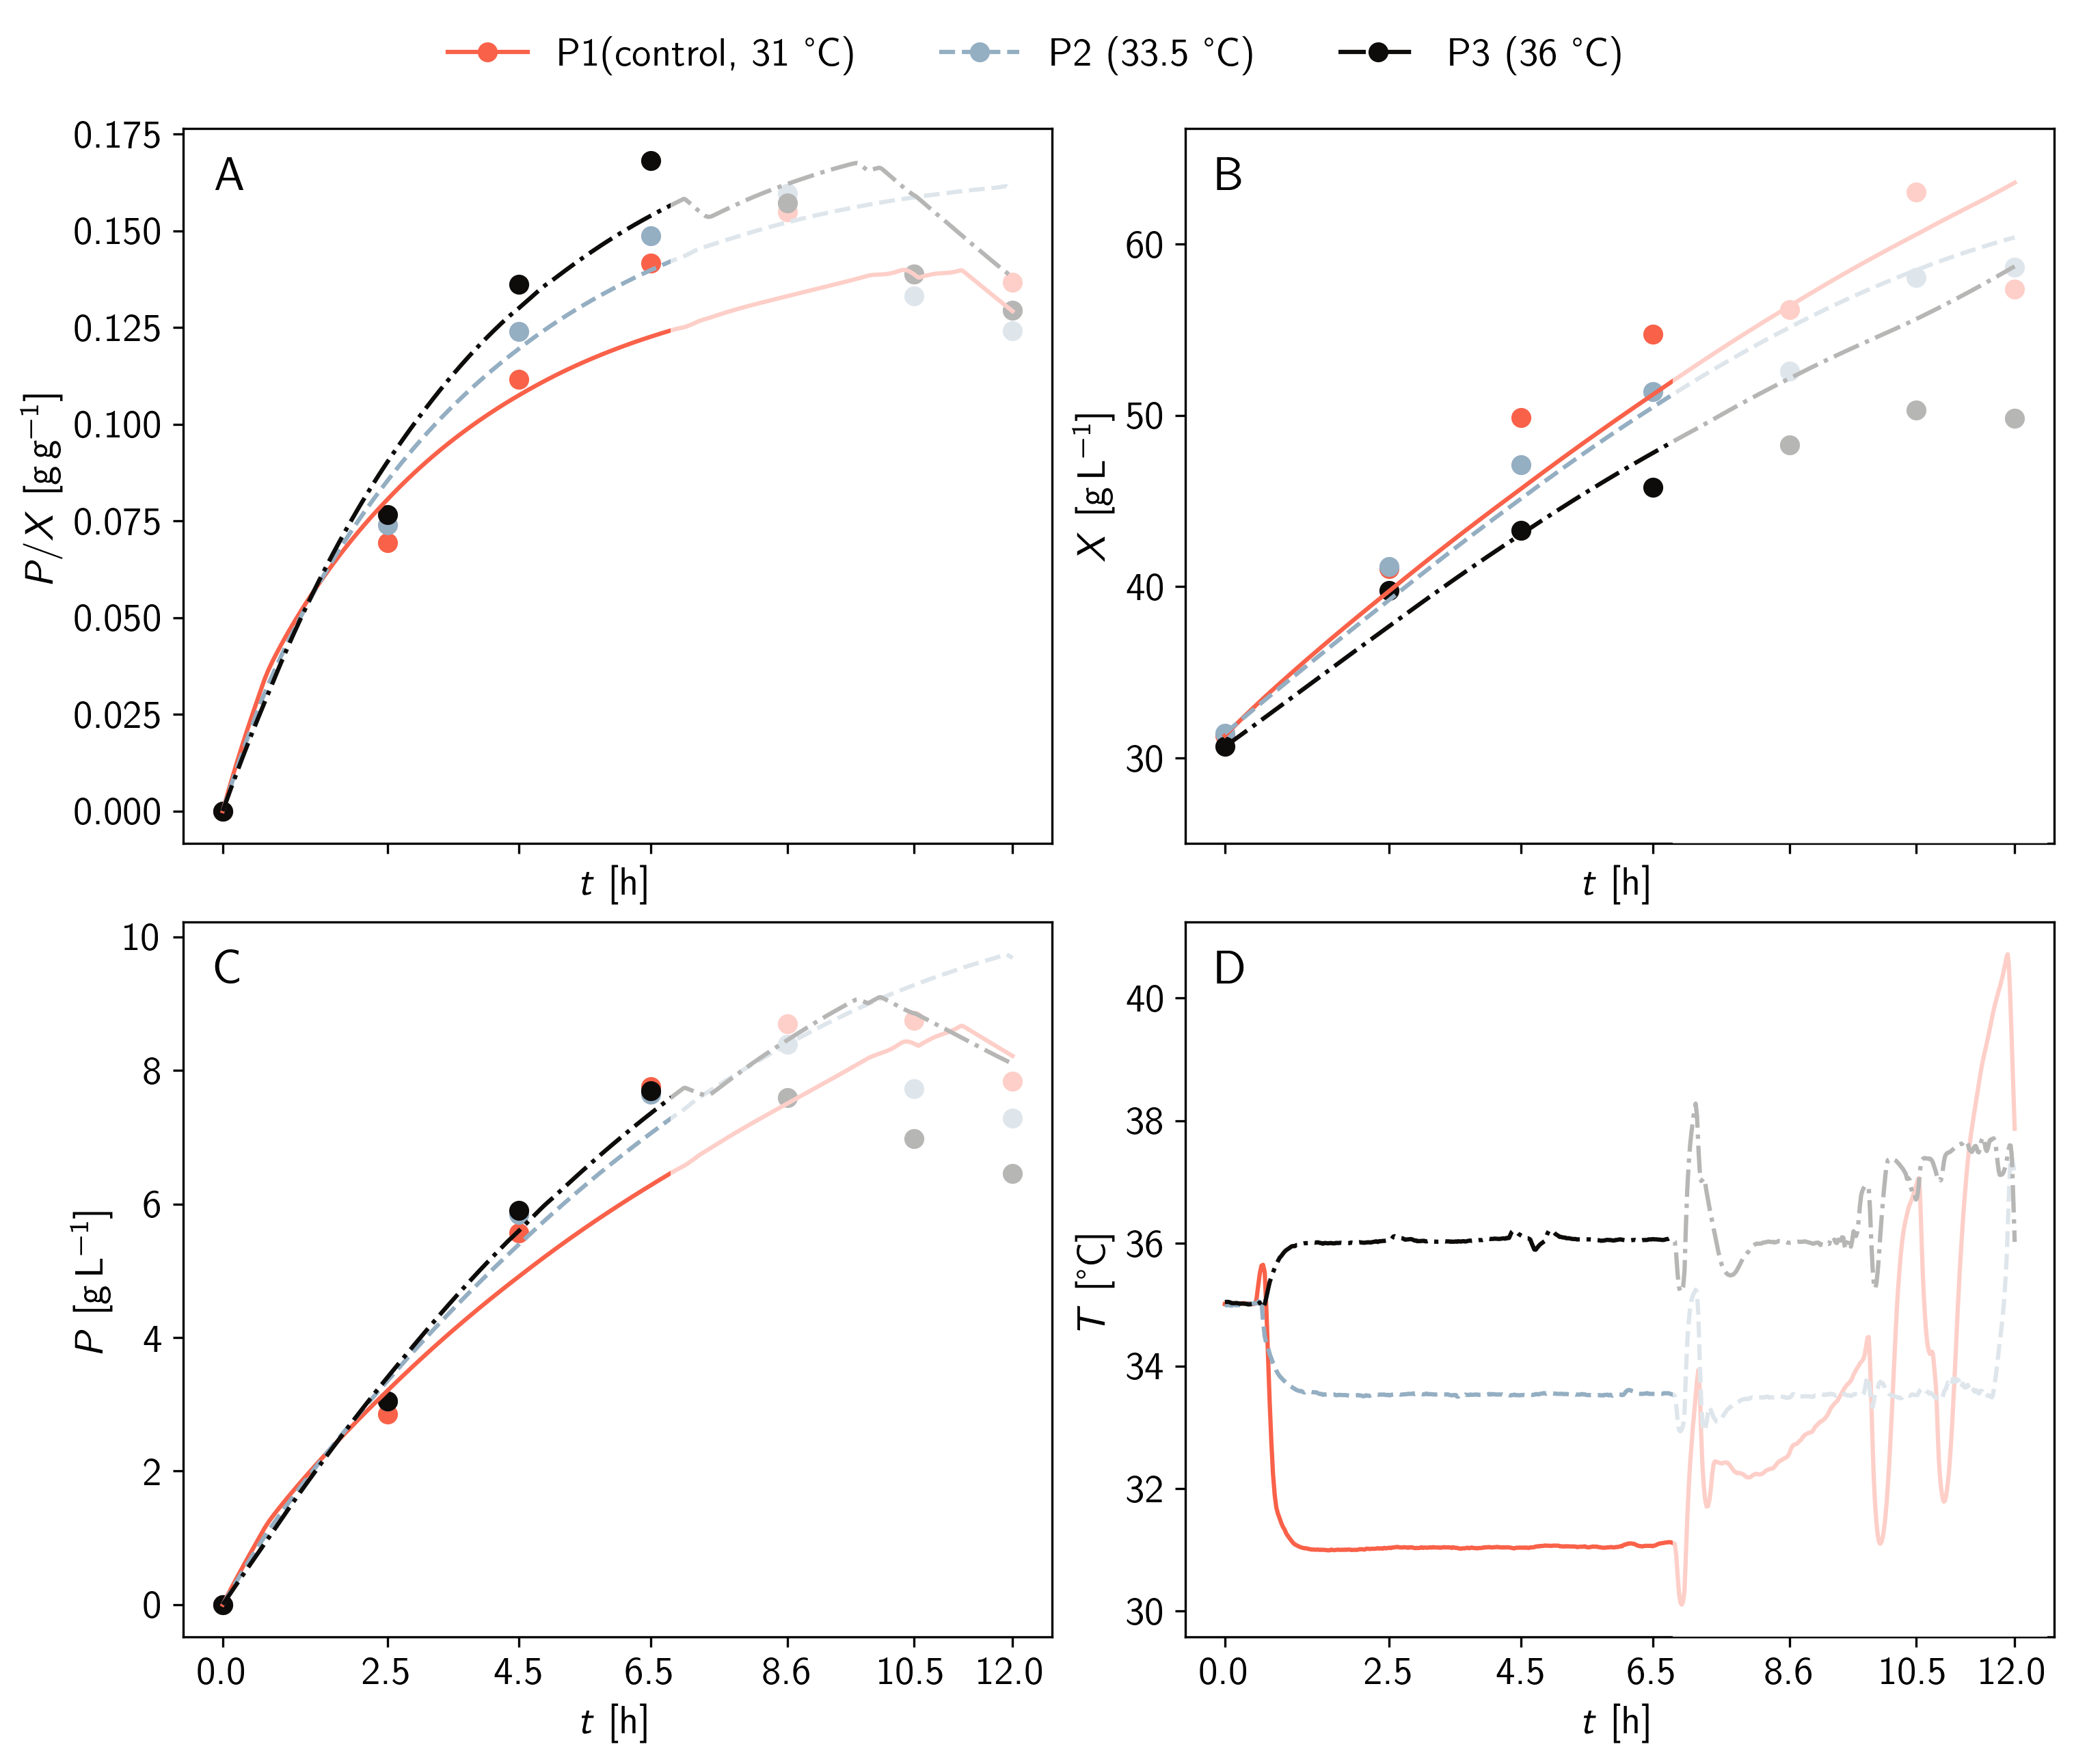 P1(control, 31 °C) P2 (33.5 °C) P3 (36 °C)
A
0.175
0.150
0.125
0.100
0.075
0.050
0.025
0.000
P/X [g g⁻¹]
t [h]
B
60
50
40
30
X [g L⁻¹]
t [h]
C
10
8
6
4
2
0
P [g L⁻¹]
0.0 2.5 4.5 6.5 8.6 10.5 12.0
t [h]
D
40
38
36
34
32
30
T [°C]
0.0 2.5 4.5 6.5 8.6 10.5 12.0
t [h]